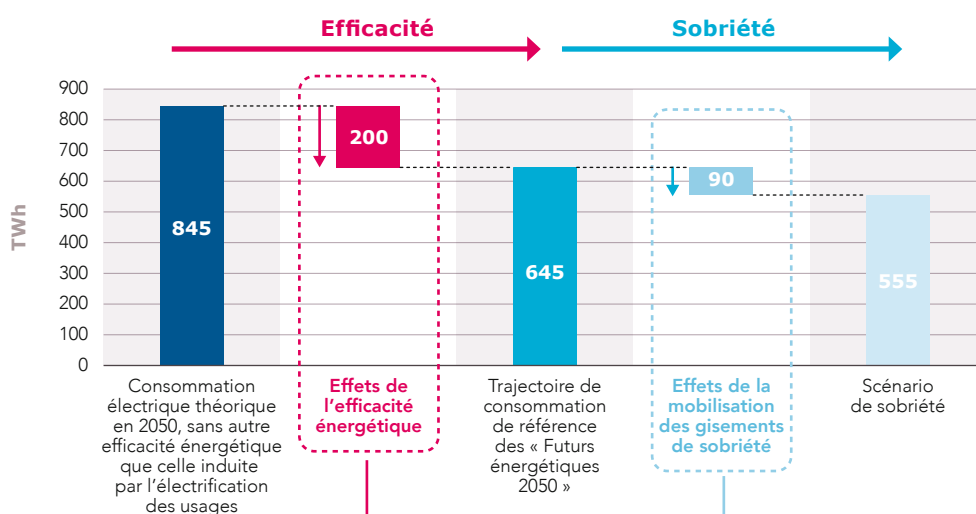 Efficacité
Sobriété
900
800
700
600
500
400
300
200
100
0
TWh
845
200
645
90
555
Consommation
électrique théorique
en 2050, sans autre
efficacité énergétique
que celle induite
par l’électrification
des usages
Effets de
l’efficacité
énergétique
Trajectoire de
consommation
de référence
des « Futurs
énergétiques
2050 »
Effets de la
mobilisation
des gisements
de sobriété
Scénario
de sobriété